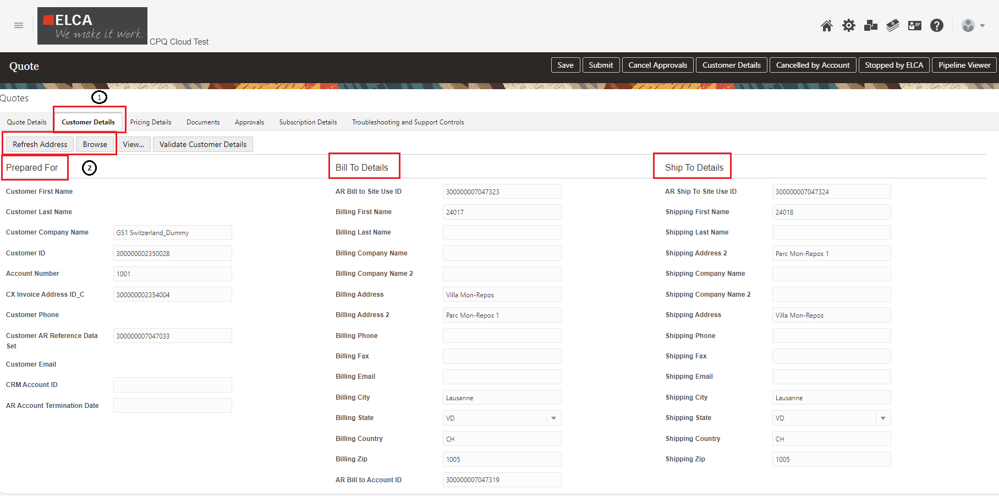 ELCA
We make it work.
CPQ Cloud Test
Quote
Save
Submit
Cancel Approvals
Customer Details
Cancelled by Account
Stopped by ELCA
Pipeline Viewer
Quotes
1
Quote Details
Customer Details
Pricing Details
Documents
Approvals
Subscription Details
Troubleshooting and Support Controls
Refresh Address
Browse
View...
Validate Customer Details
Prepared For
2
Customer First Name
Customer Last Name
Customer Company Name
GS1 Switzerland_Dummy
Customer ID
300000002350028
Account Number
1001
CX Invoice Address ID_C
300000002354004
Customer Phone
Customer AR Reference Data
Set
300000007047033
Customer Email
CRM Account ID
AR Account Termination Date
Bill To Details
AR Bill to Site Use ID
300000007047323
Billing First Name
24017
Billing Last Name
Billing Company Name
Billing Company Name 2
Billing Address
Villa Mon-Repos
Billing Address 2
Parc Mon-Repos 1
Billing Phone
Billing Fax
Billing Email
Billing City
Lausanne
Billing State
VD
Billing Country
CH
Billing Zip
1005
AR Bill to Account ID
300000007047319
Ship To Details
AR Ship To Site Use ID
300000007047324
Shipping First Name
24018
Shipping Last Name
Shipping Address 2
Parc Mon-Repos 1
Shipping Company Name
Shipping Company Name 2
Shipping Address
Villa Mon-Repos
Shipping Phone
Shipping Fax
Shipping Email
Shipping City
Lausanne
Shipping State
VD
Shipping Country
CH
Shipping Zip
1005